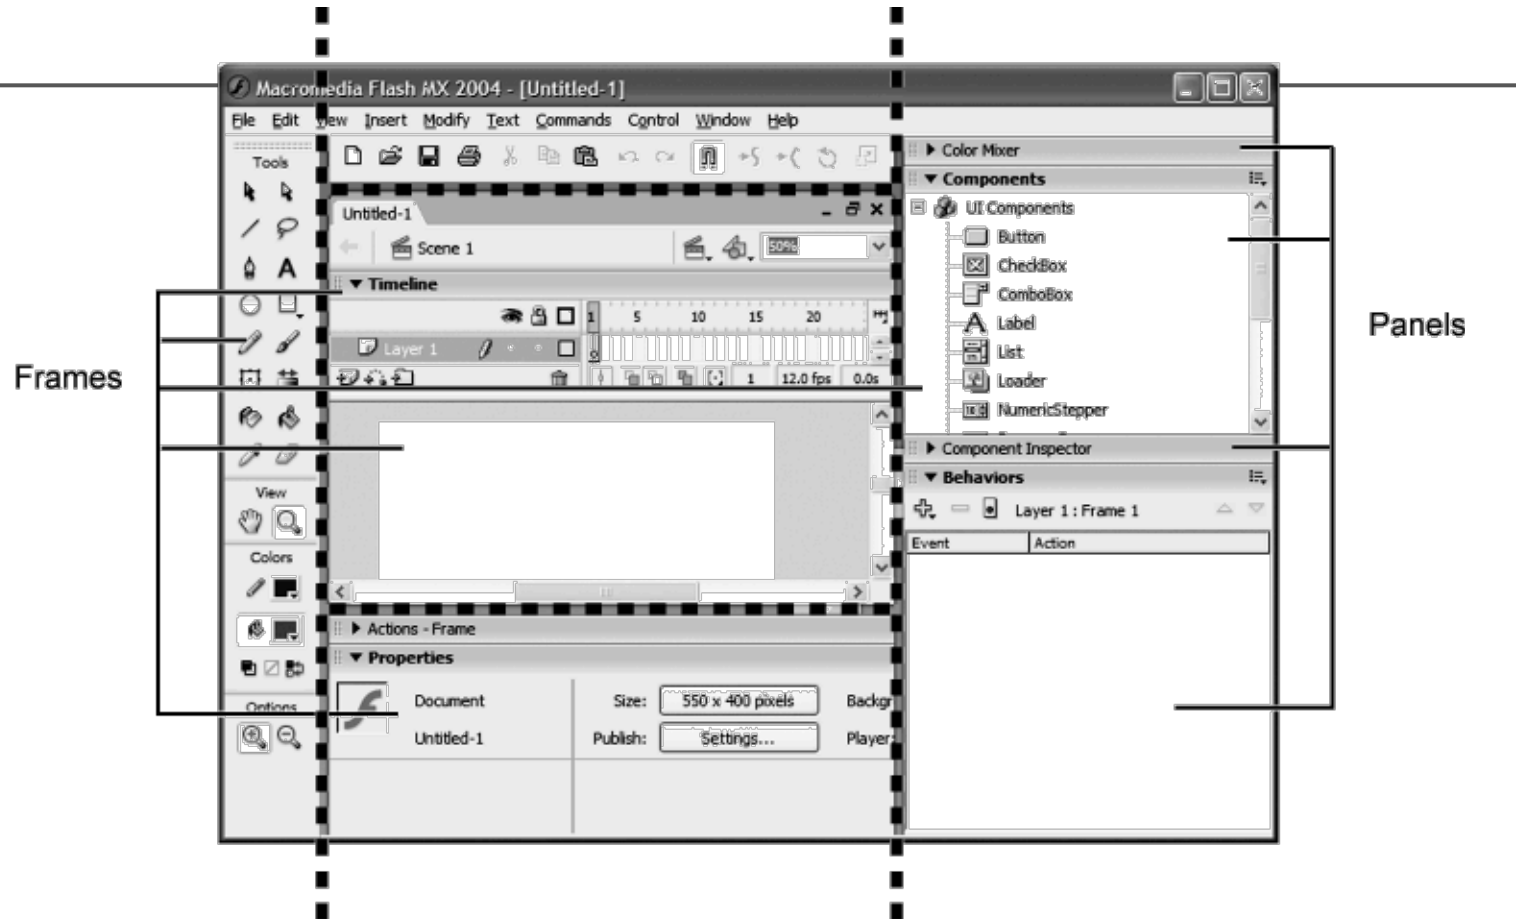 Macromedia Flash MX 2004 - [Untitled-1]
File Edit View Insert Modify Text Commands Control Window Help
Tools
Untitled-1
Scene 1
50%
Timeline
1 5 10 15 20
Layer 1
1 12.0 fps 0.0s
View
Colors
Options
Actions - Frame
Properties
Document
Size: 550 x 400 pixels Backgr
Untitled-1
Publish: Settings... Player:
Color Mixer
Components
UI Components
Button
CheckBox
ComboBox
Label
List
Loader
NumericStepper
Component Inspector
Behaviors
Layer 1 : Frame 1
Event Action
Frames
Panels